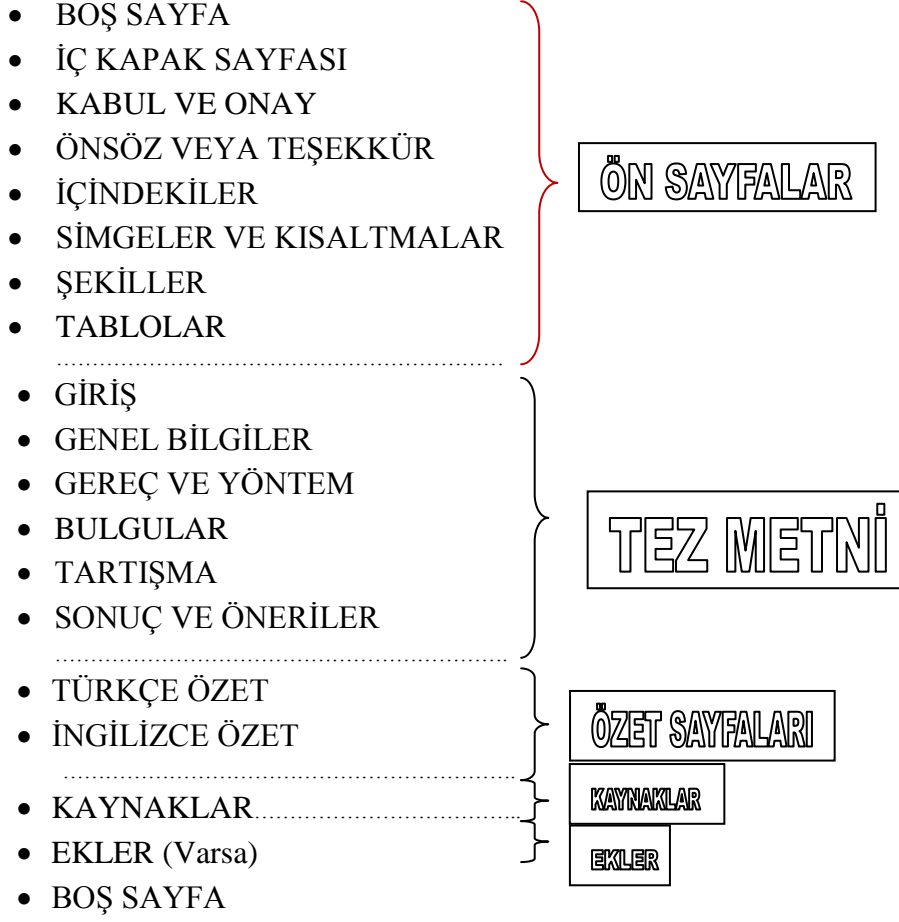 • BOŞ SAYFA
• İÇ KAPAK SAYFASI
• KABUL VE ONAY
• ÖNSÖZ VEYA TEŞEKKÜR
• İÇİNDEKİLER
ÖN SAYFALAR
• SİMGELER VE KISALTMALAR
• ŞEKİLLER
• TABLOLAR
• GİRİŞ
• GENEL BİLGİLER
• GEREÇ VE YÖNTEM
• BULGULAR
TEZ METNİ
• TARTIŞMA
• SONUÇ VE ÖNERİLER
• TÜRKÇE ÖZET
• İNGİLİZCE ÖZET
ÖZET SAYFALARI
• KAYNAKLAR
KAYNAKLAR
• EKLER (Varsa)
EKLER
• BOŞ SAYFA